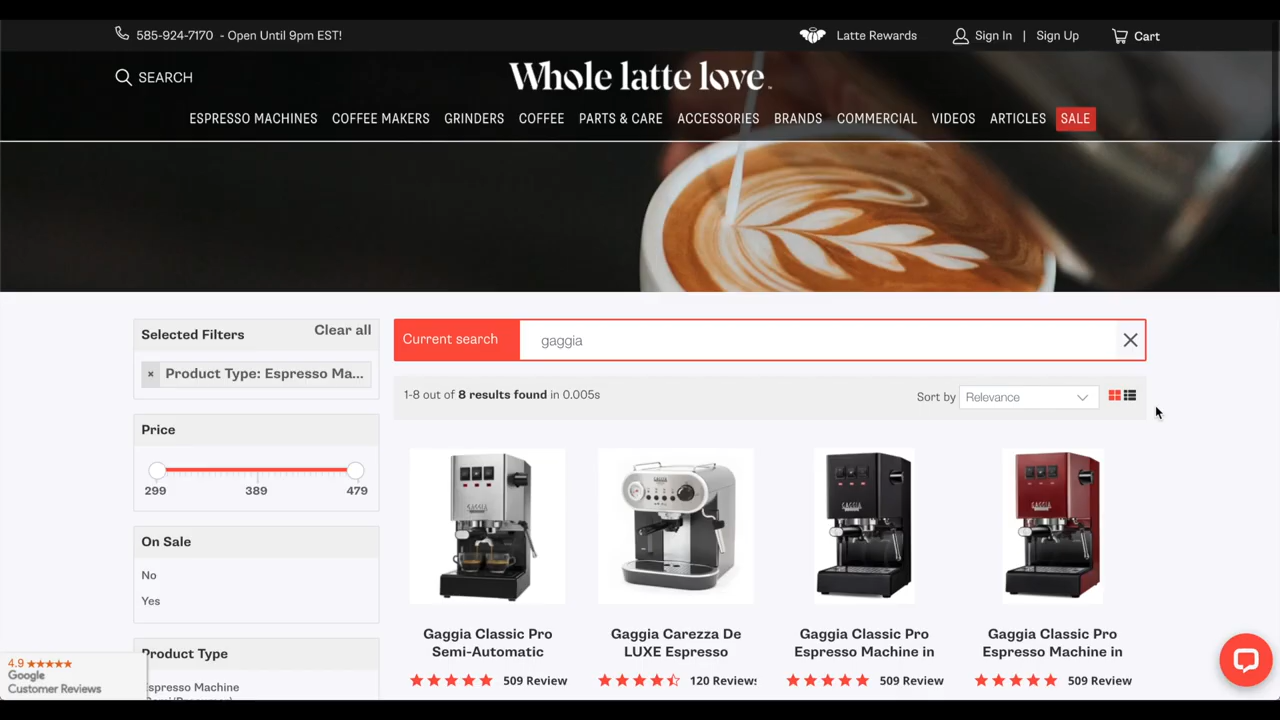 585-924-7170 - Open Until 9pm EST!
Latte Rewards
Sign In | Sign Up
Cart
SEARCH
Whole latte love
ESPRESSO MACHINES COFFEE MAKERS GRINDERS COFFEE PARTS & CARE ACCESSORIES BRANDS COMMERCIAL VIDEOS ARTICLES SALE
Selected Filters
Clear all
× Product Type: Espresso Ma...
Price
299 389 479
On Sale
No
Yes
Product Type
Espresso Machine
4.9 ★★★★★
Google
Customer Reviews
Current search
gaggia
1-8 out of 8 results found in 0.005s
Sort by Relevance
GAGGIA
GAGGIA
GAGGIA
Gaggia Classic Pro
Semi-Automatic
509 Review
Gaggia Carezza De
LUXE Espresso
120 Reviews
Gaggia Classic Pro
Espresso Machine in
509 Review
Gaggia Classic Pro
Espresso Machine in
509 Review